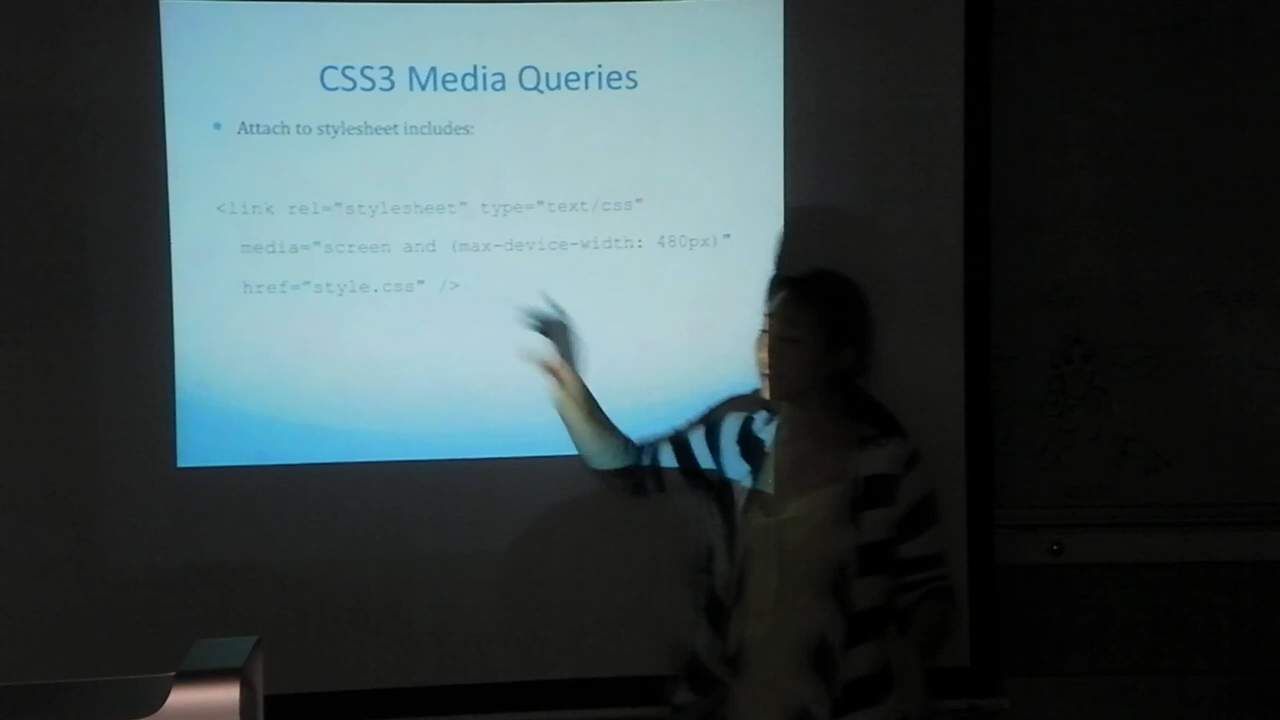 CSS3 Media Queries
• Attach to stylesheet includes:
<link rel="stylesheet" type="text/css"
media="screen and (max-device-width: 480px)"
href="style.css" />